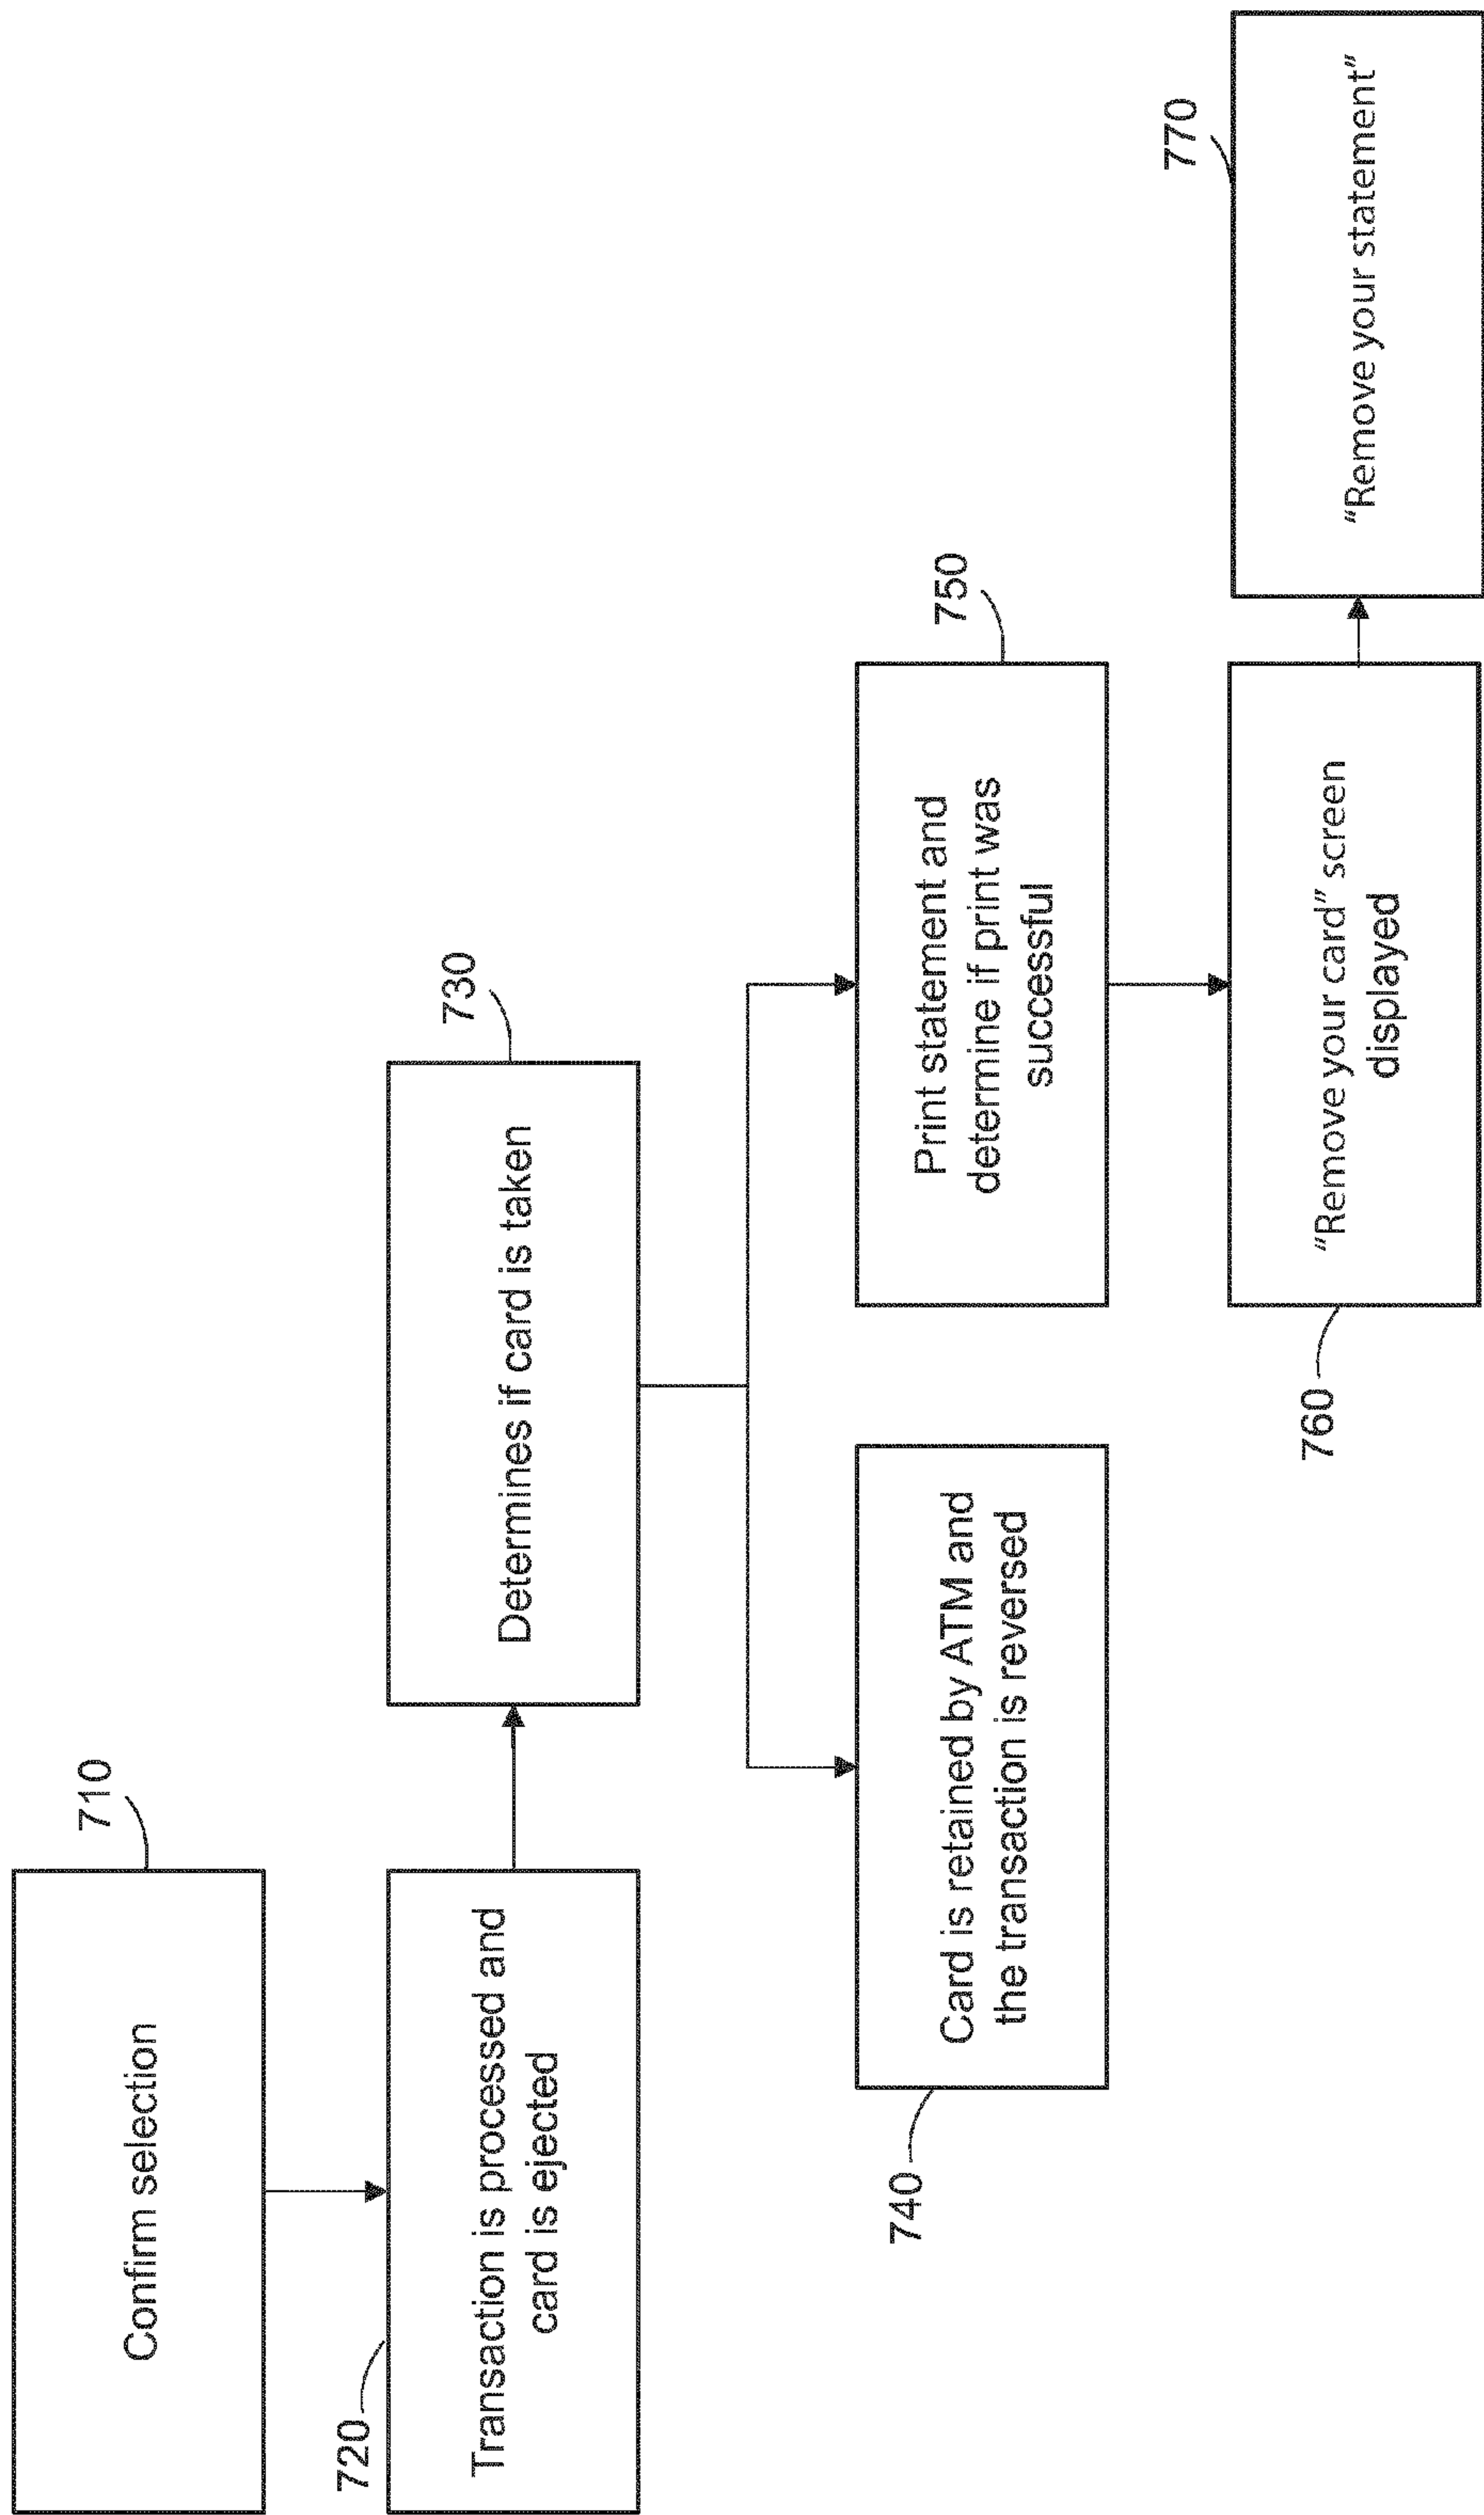 710
Confirm selection
720
Transaction is processed and
card is ejected
730
Determines if card is taken
740
Card is retained by ATM and
the transaction is reversed
750
Print statement and
determine if print was
successful
760
“Remove your card” screen
displayed
770
“Remove your statement”